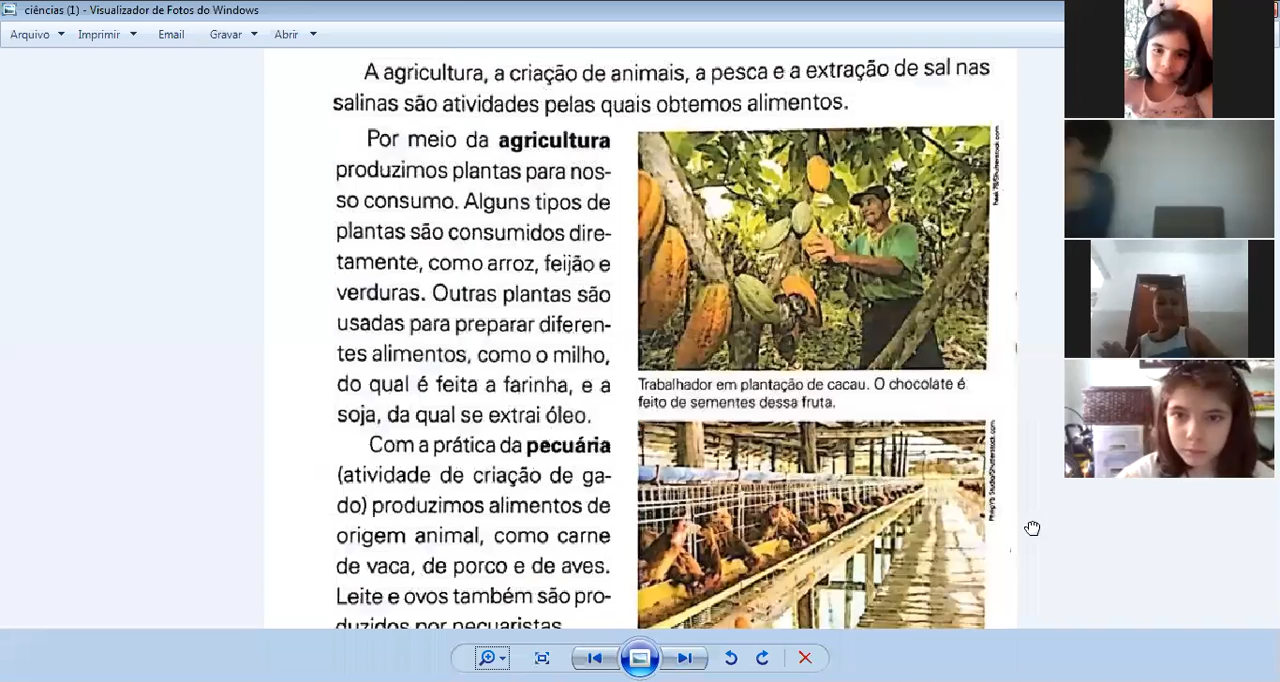 ciências (1) - Visualizador de Fotos do Windows
Arquivo Imprimir Email Gravar Abrir
A agricultura, a criação de animais, a pesca e a extração de sal nas
salinas são atividades pelas quais obtemos alimentos.
Por meio da agricultura
produzimos plantas para nos-
so consumo. Alguns tipos de
plantas são consumidos dire-
tamente, como arroz, feijão e
verduras. Outras plantas são
usadas para preparar diferen-
tes alimentos, como o milho,
do qual é feita a farinha, e a
soja, da qual se extrai óleo.
Com a prática da pecuária
(atividade de criação de ga-
do) produzimos alimentos de
origem animal, como carne
de vaca, de porco e de aves.
Leite e ovos também são pro-
duzidos por pecuaristas.
Trabalhador em plantação de cacau. O chocolate é
feito de sementes dessa fruta.